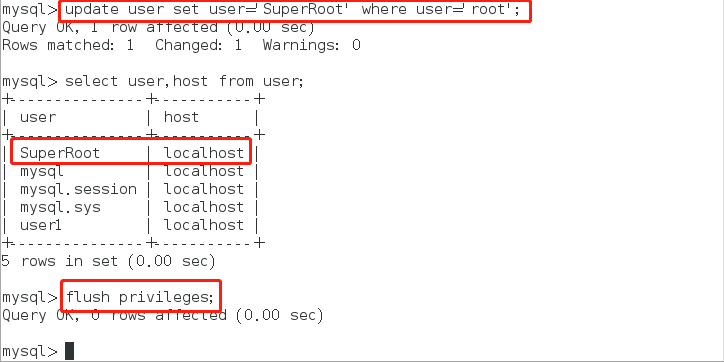 mysql> update user set user='SuperRoot' where user='root';
Query OK, 1 row affected (0.00 sec)
Rows matched: 1  Changed: 1  Warnings: 0
mysql> select user,host from user;
+---------------+-----------+
| user          | host      |
+---------------+-----------+
| SuperRoot     | localhost |
| mysql         | localhost |
| mysql.session | localhost |
| mysql.sys     | localhost |
| user1         | localhost |
+---------------+-----------+
5 rows in set (0.00 sec)
mysql> flush privileges;
Query OK, 0 rows affected (0.00 sec)
mysql>